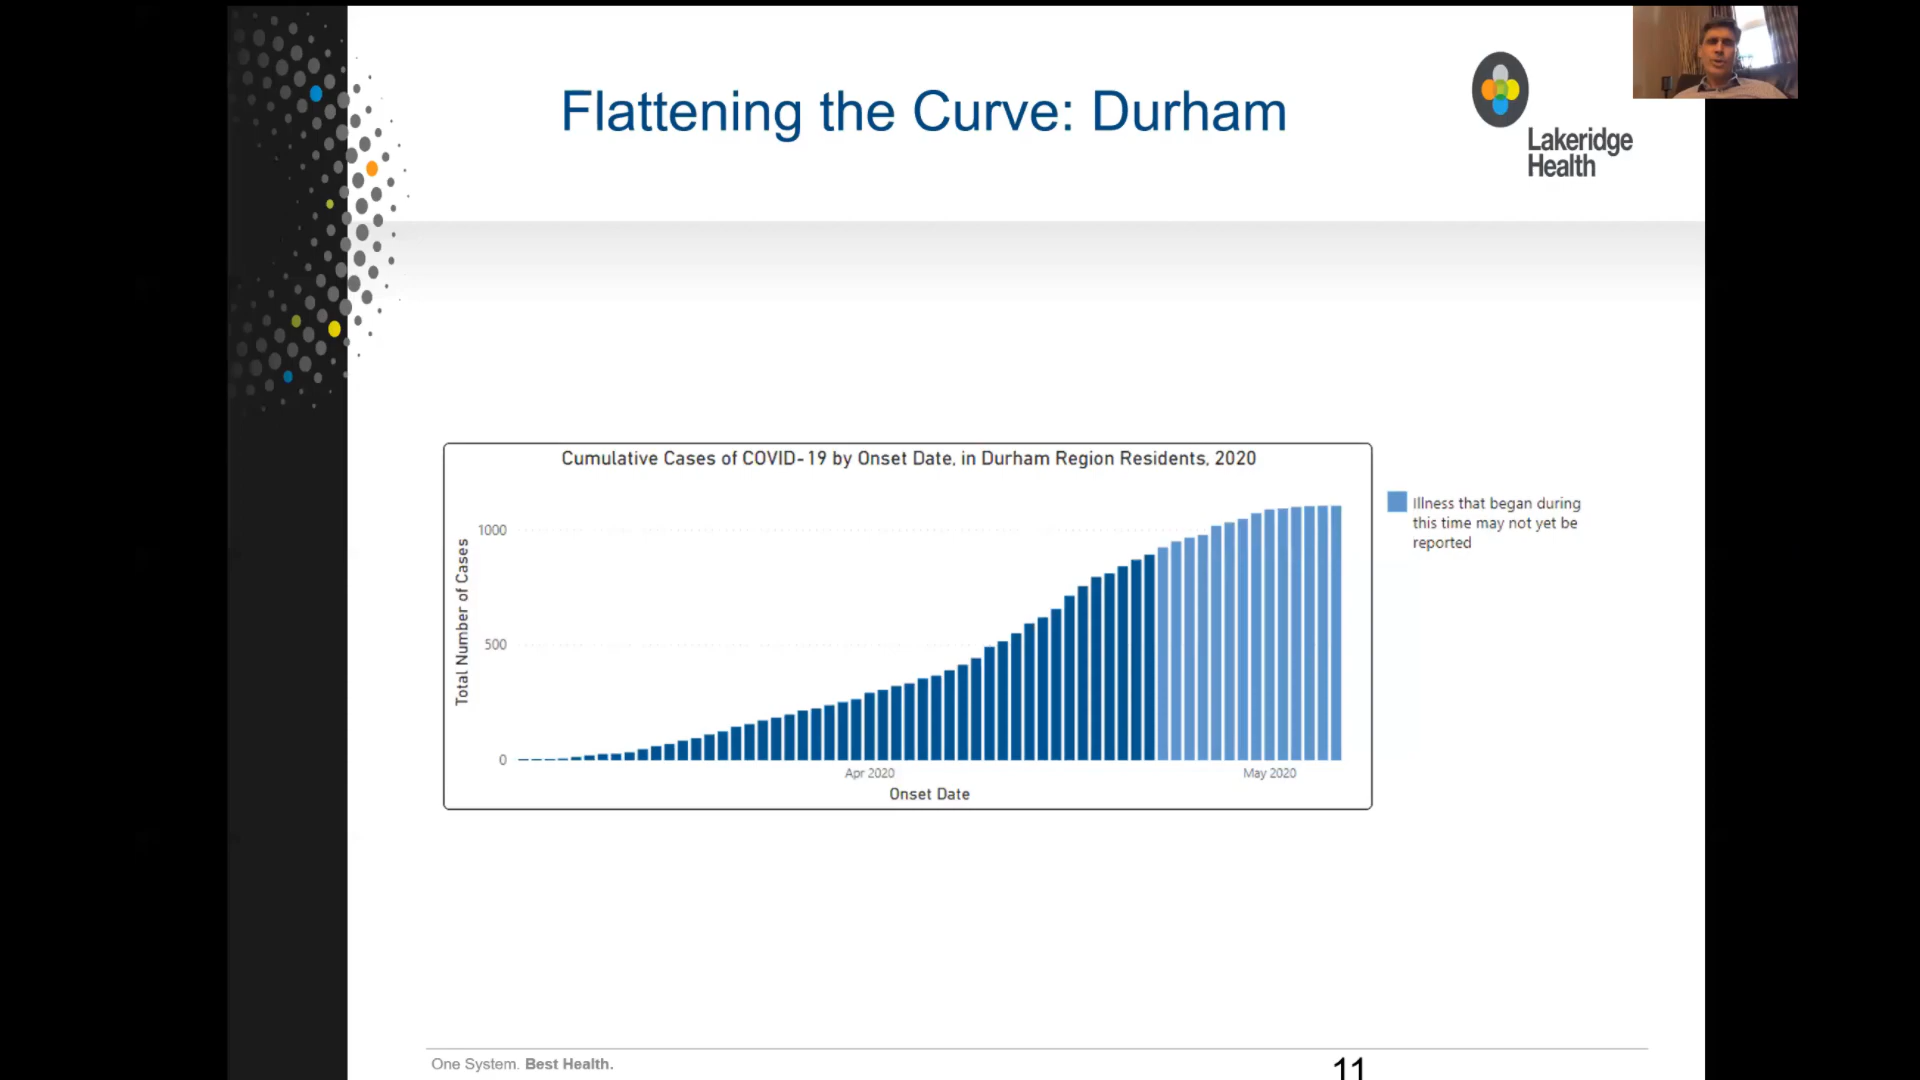 Flattening the Curve: Durham
Lakeridge
Health
Cumulative Cases of COVID-19 by Onset Date, in Durham Region Residents, 2020
Illness that began during
this time may not yet be
reported
Total Number of Cases
1000
500
0
Apr 2020
May 2020
Onset Date
One System. Best Health.
11